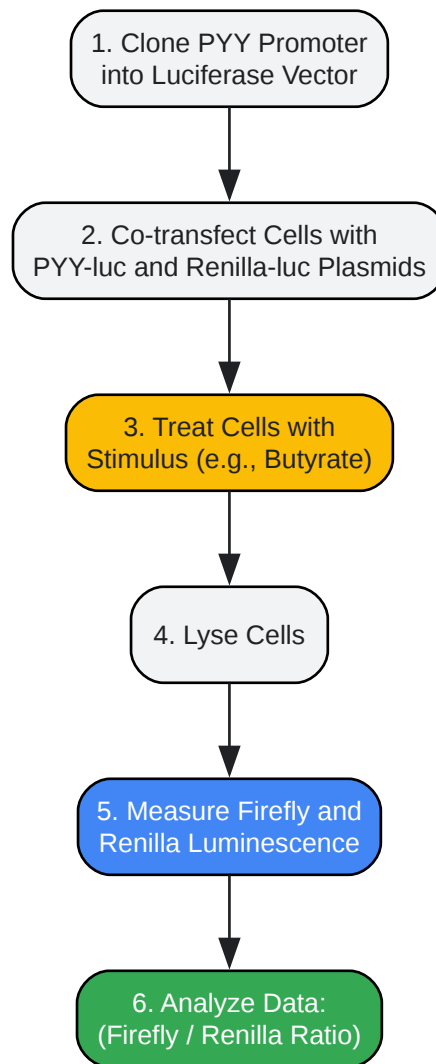 1. Clone PYY Promoter
into Luciferase Vector
2. Co-transfect Cells with
PYY-luc and Renilla-luc Plasmids
3. Treat Cells with
Stimulus (e.g., Butyrate)
4. Lyse Cells
5. Measure Firefly and
Renilla Luminescence
6. Analyze Data:
(Firefly / Renilla Ratio)